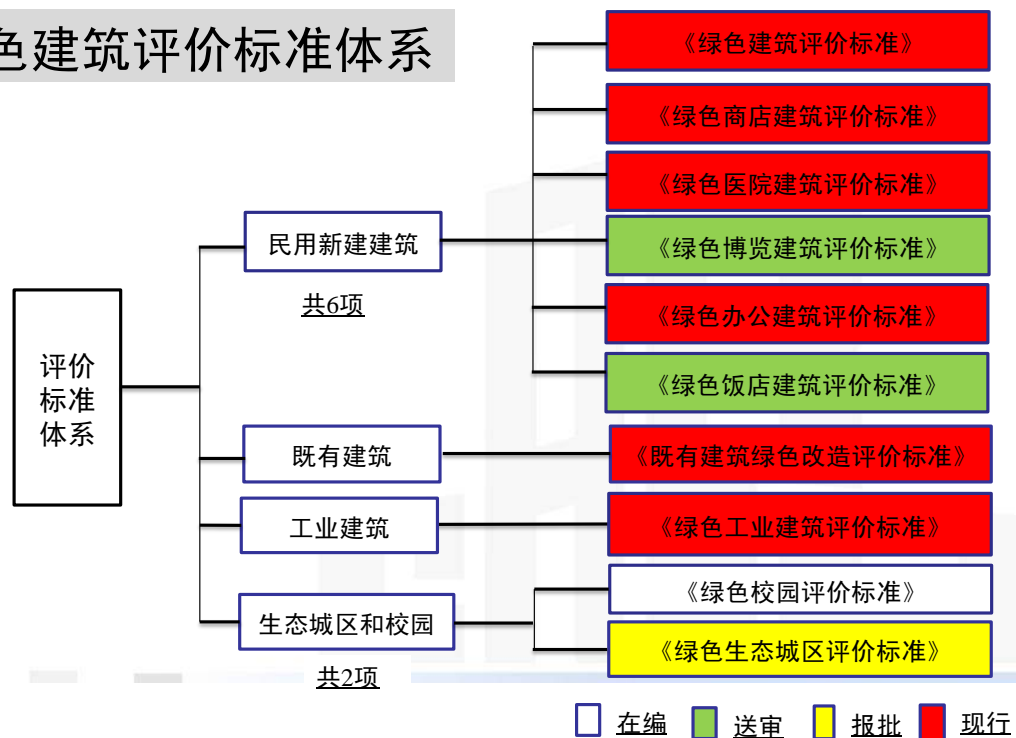 色建筑评价标准体系
《绿色建筑评价标准》
《绿色商店建筑评价标准》
《绿色医院建筑评价标准》
民用新建建筑
《绿色博览建筑评价标准》
共6项
《绿色办公建筑评价标准》
《绿色饭店建筑评价标准》
评价
标准
体系
既有建筑
《既有建筑绿色改造评价标准》
工业建筑
《绿色工业建筑评价标准》
生态城区和校园
《绿色校园评价标准》
《绿色生态城区评价标准》
共2项
在编
送审
报批
现行